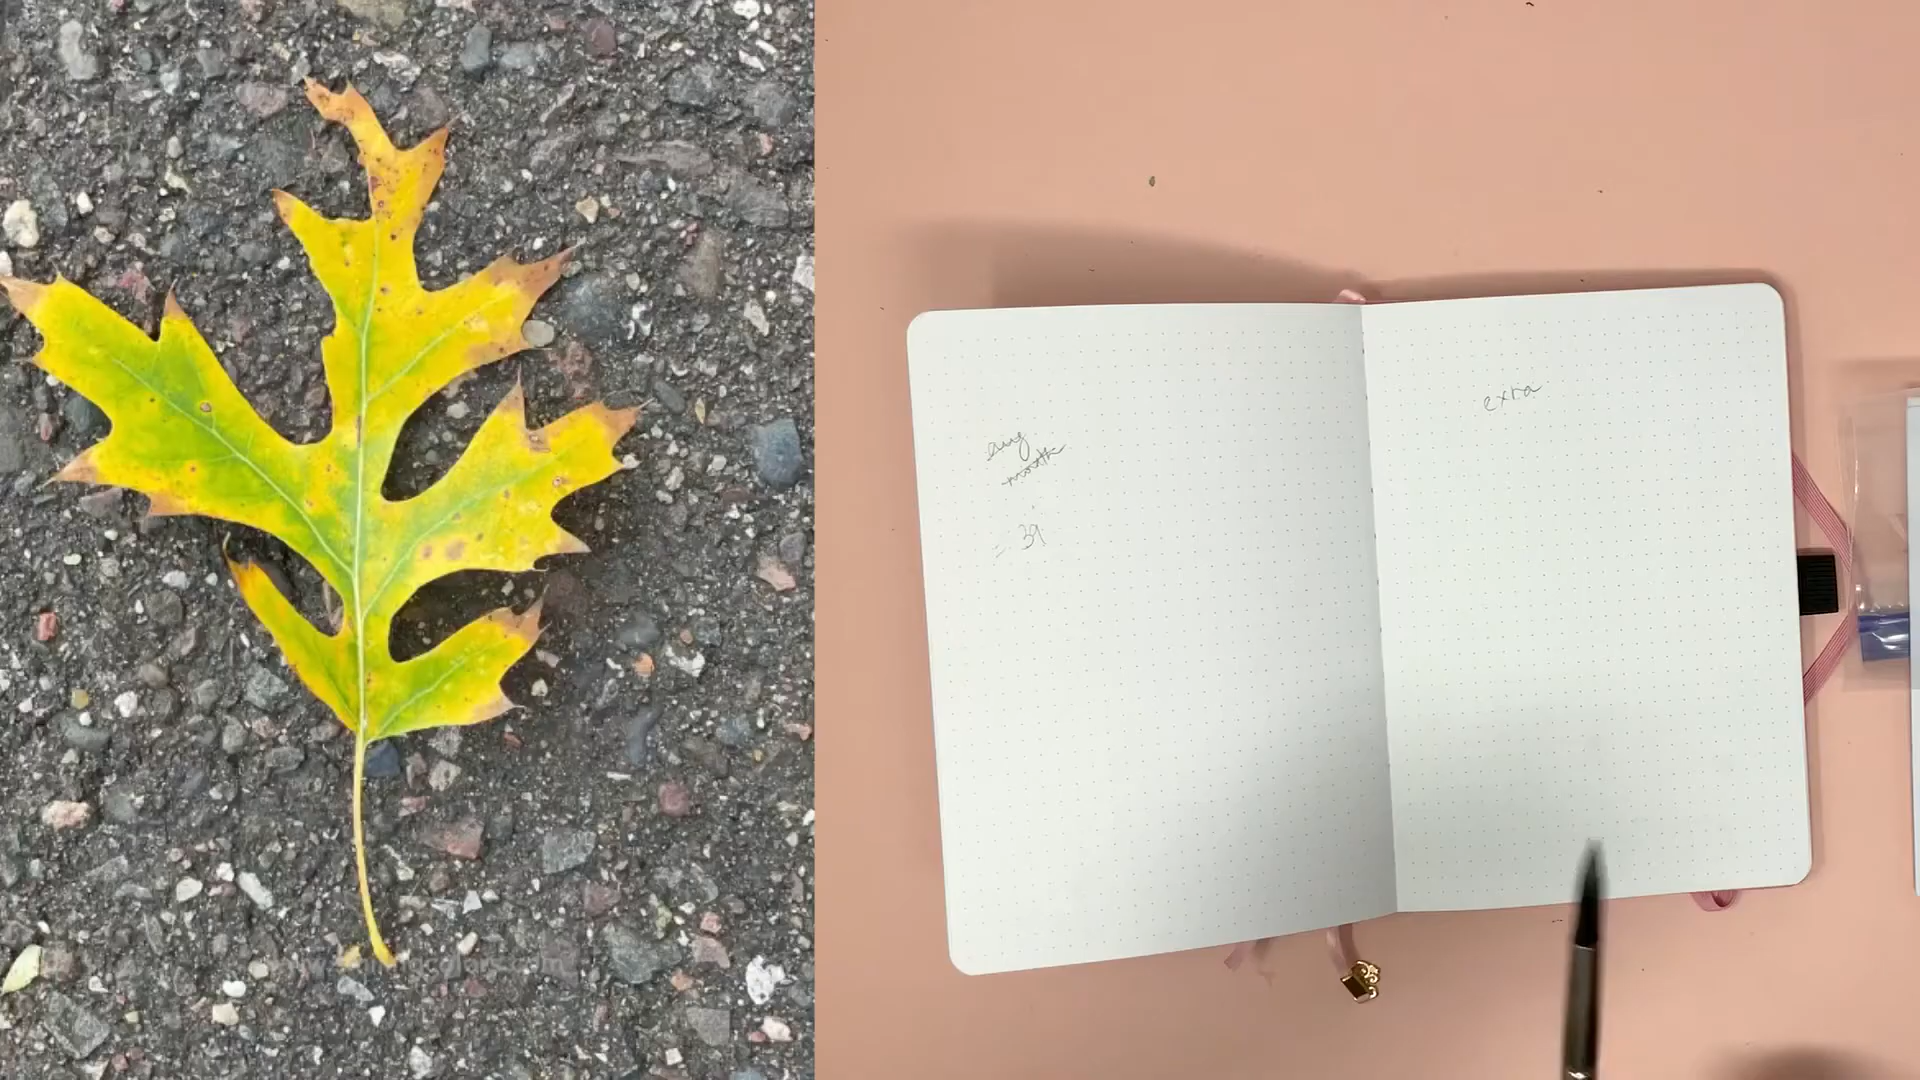 aug
month
= 39
extra